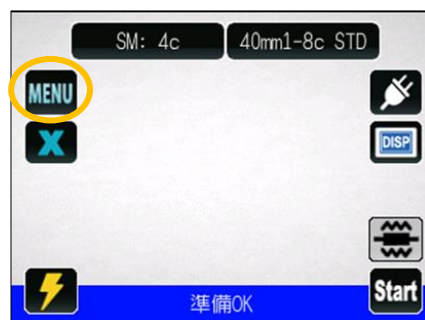 SM: 4c
40mm1-8c STD
MENU
X
DISP
準備OK
Start